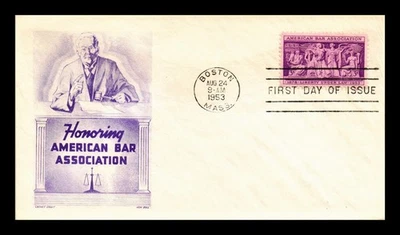 Honoring
AMERICAN BAR
ASSOCIATION
BOSTON
AUG 24
9-AM
1953
MASS.
AMERICAN BAR ASSOCIATION
FIRST DAY OF ISSUE